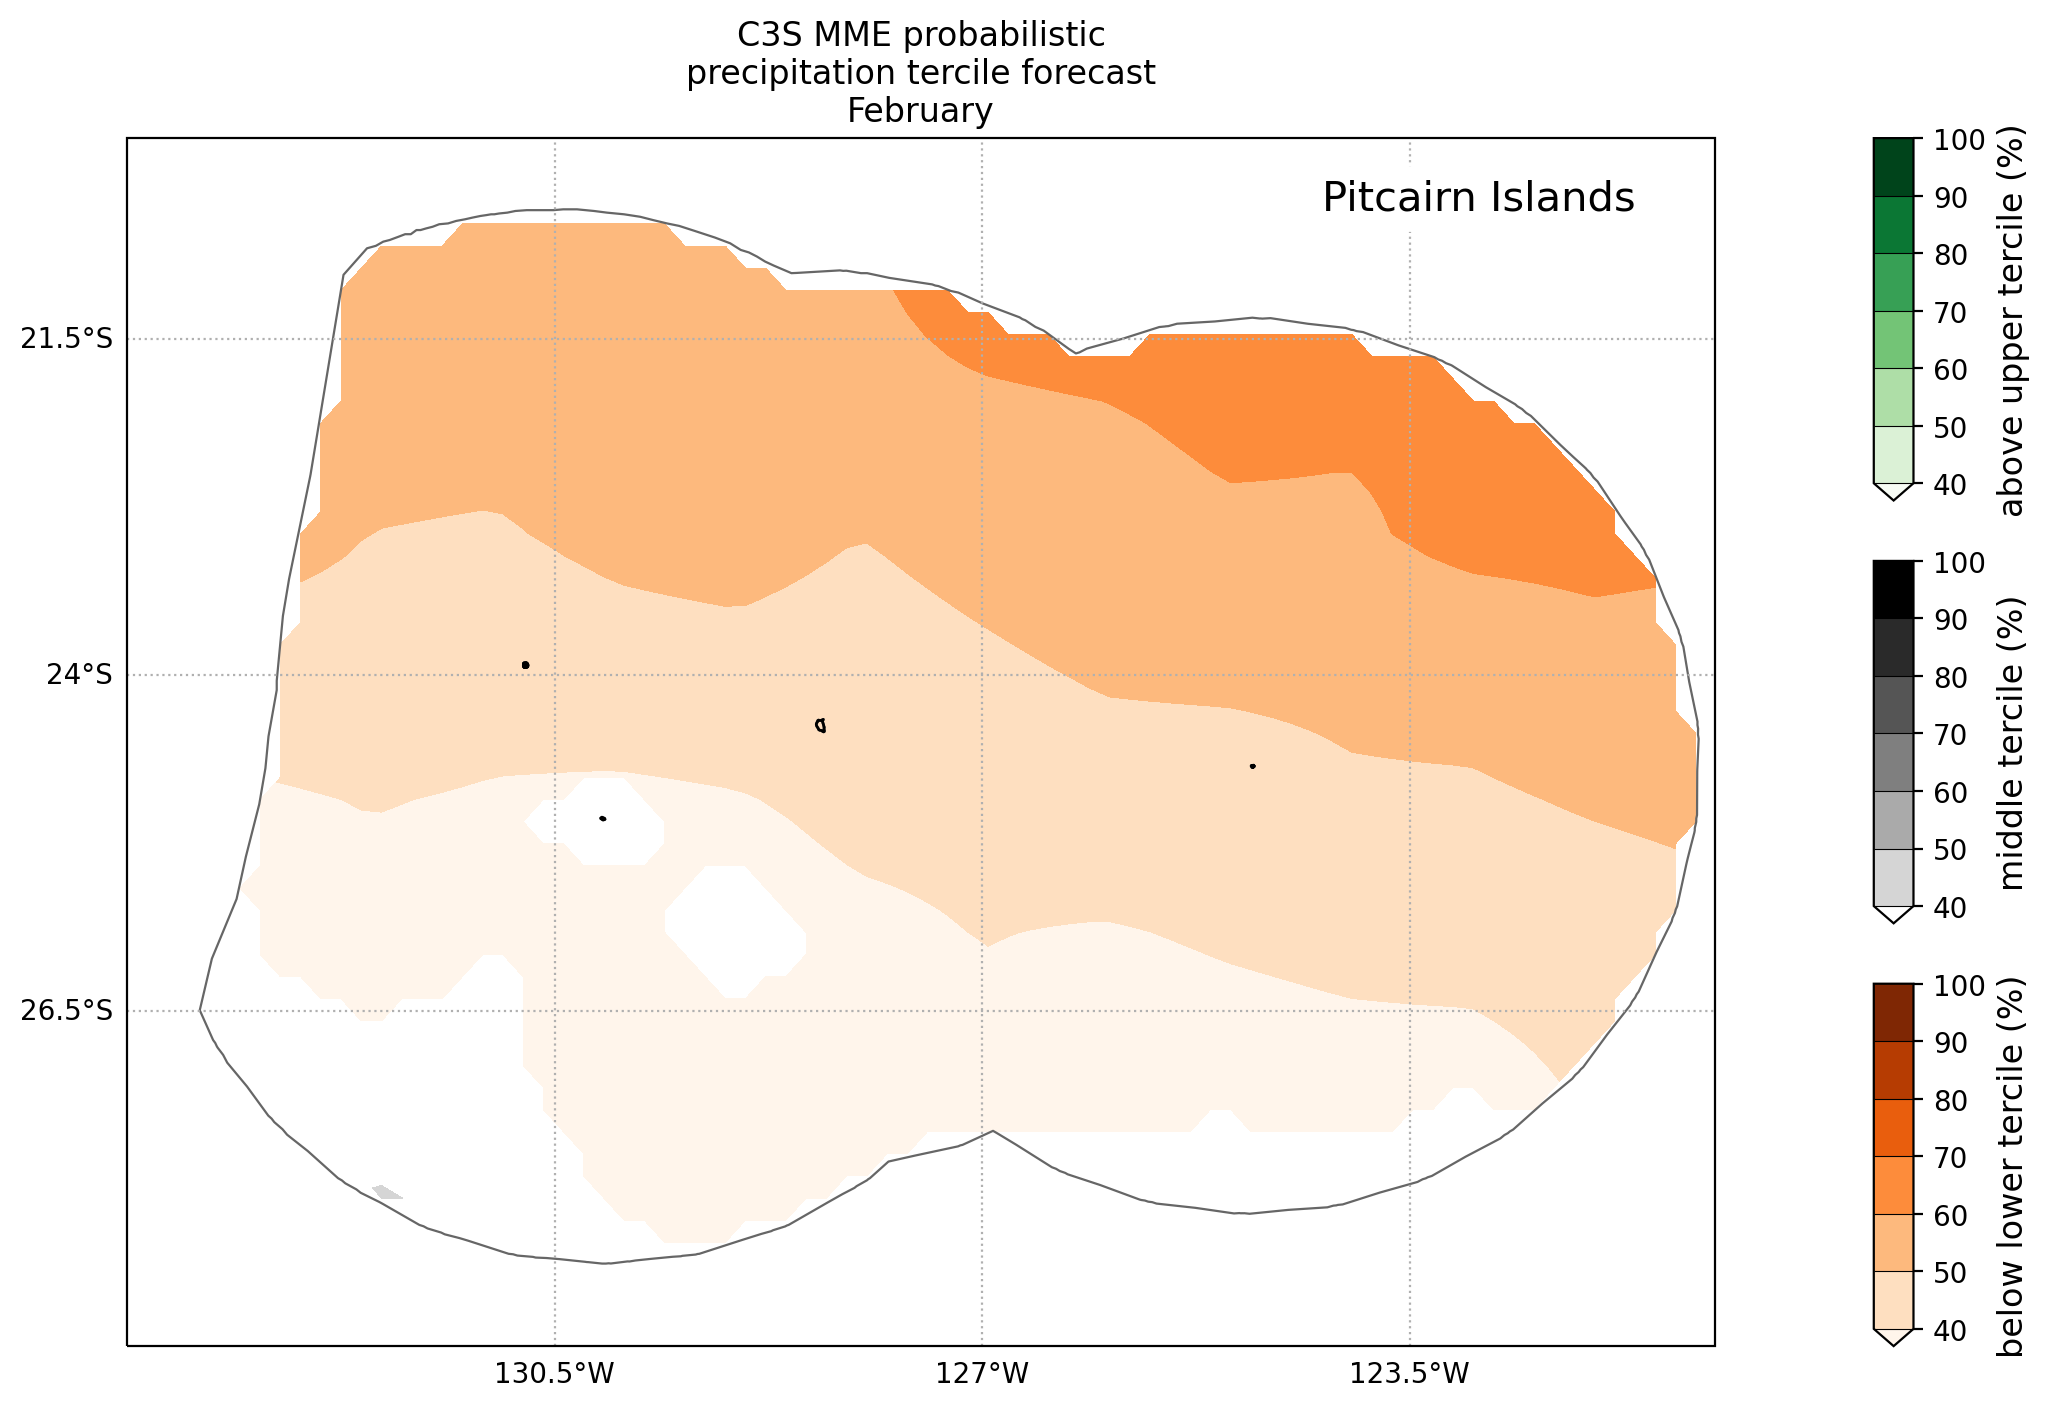 C3S MME probabilistic
precipitation tercile forecast
February
Pitcairn Islands
21.5°S
24°S
26.5°S
130.5°W
127°W
123.5°W
100
90
80
70
60
50
40
above upper tercile (%)
100
90
80
70
60
50
40
middle tercile (%)
100
90
80
70
60
50
40
below lower tercile (%)